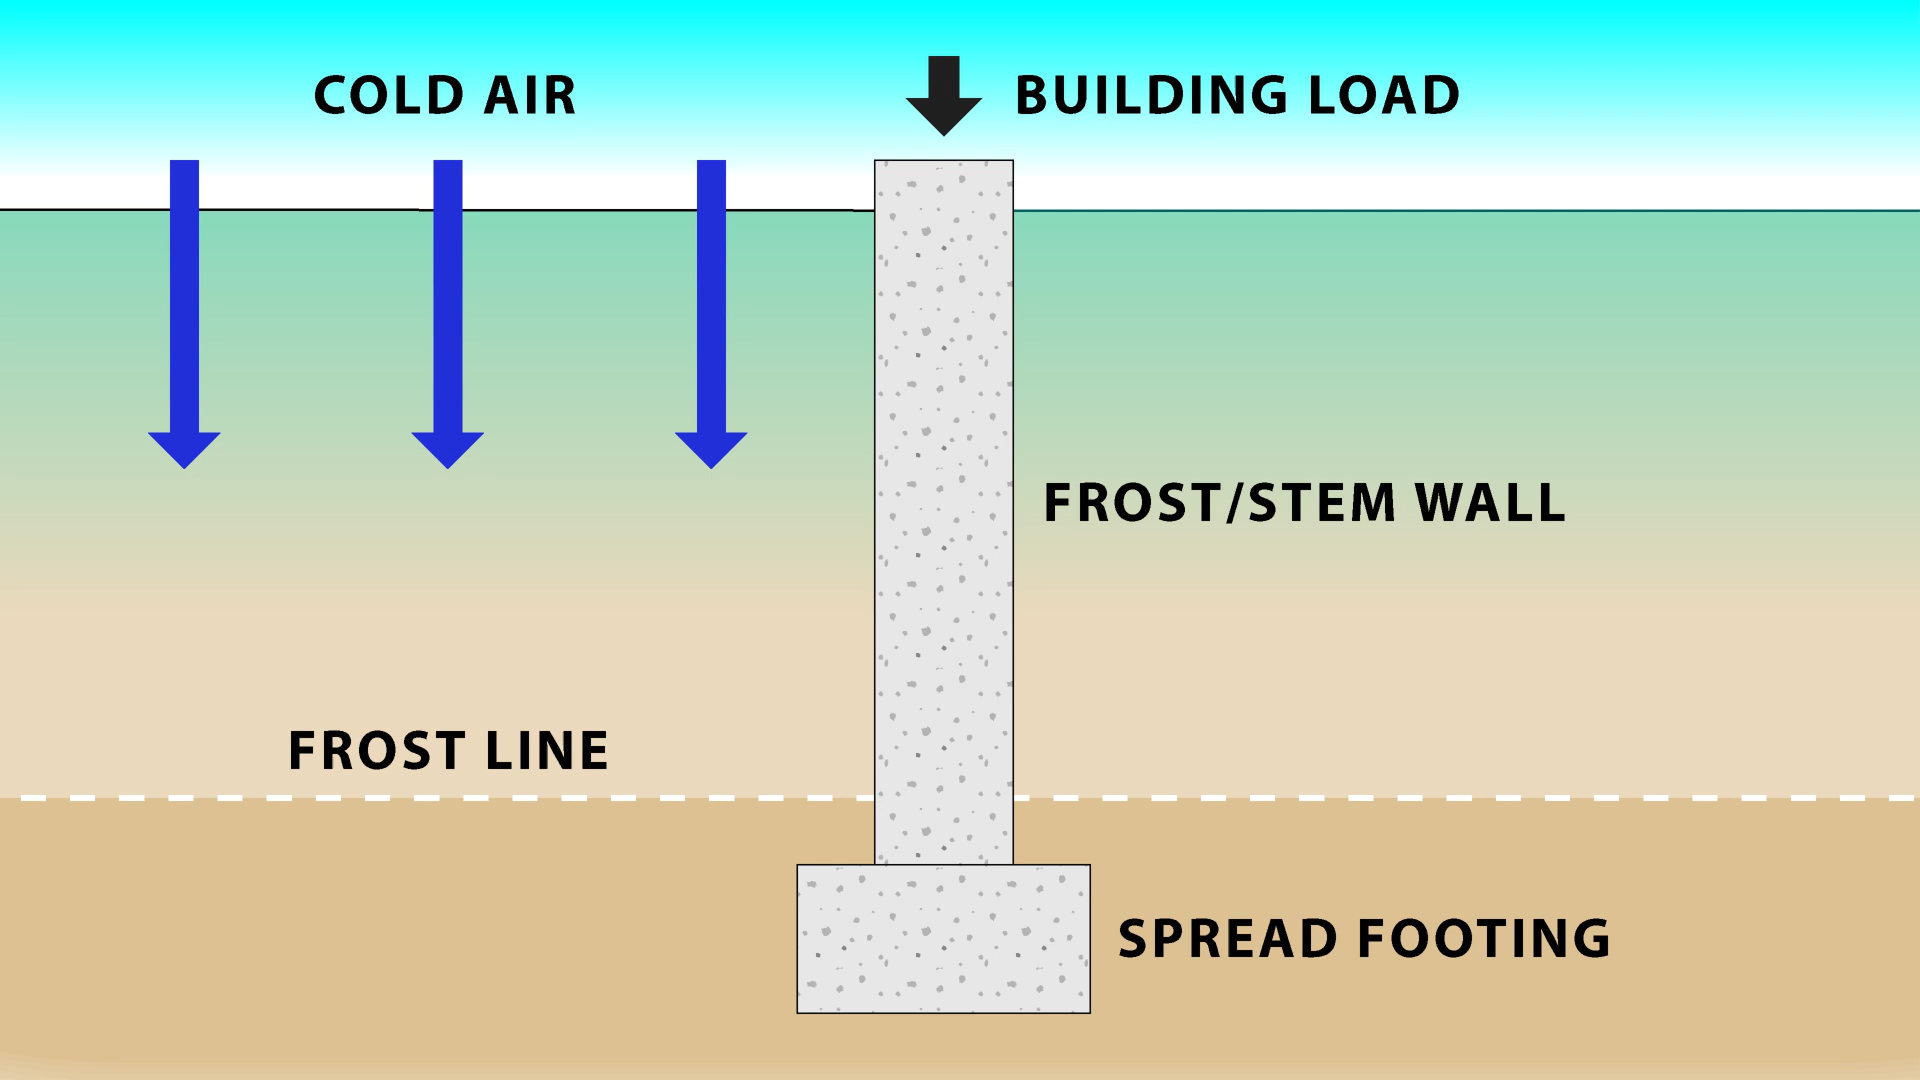 COLD AIR
BUILDING LOAD
FROST/STEM WALL
FROST LINE
SPREAD FOOTING